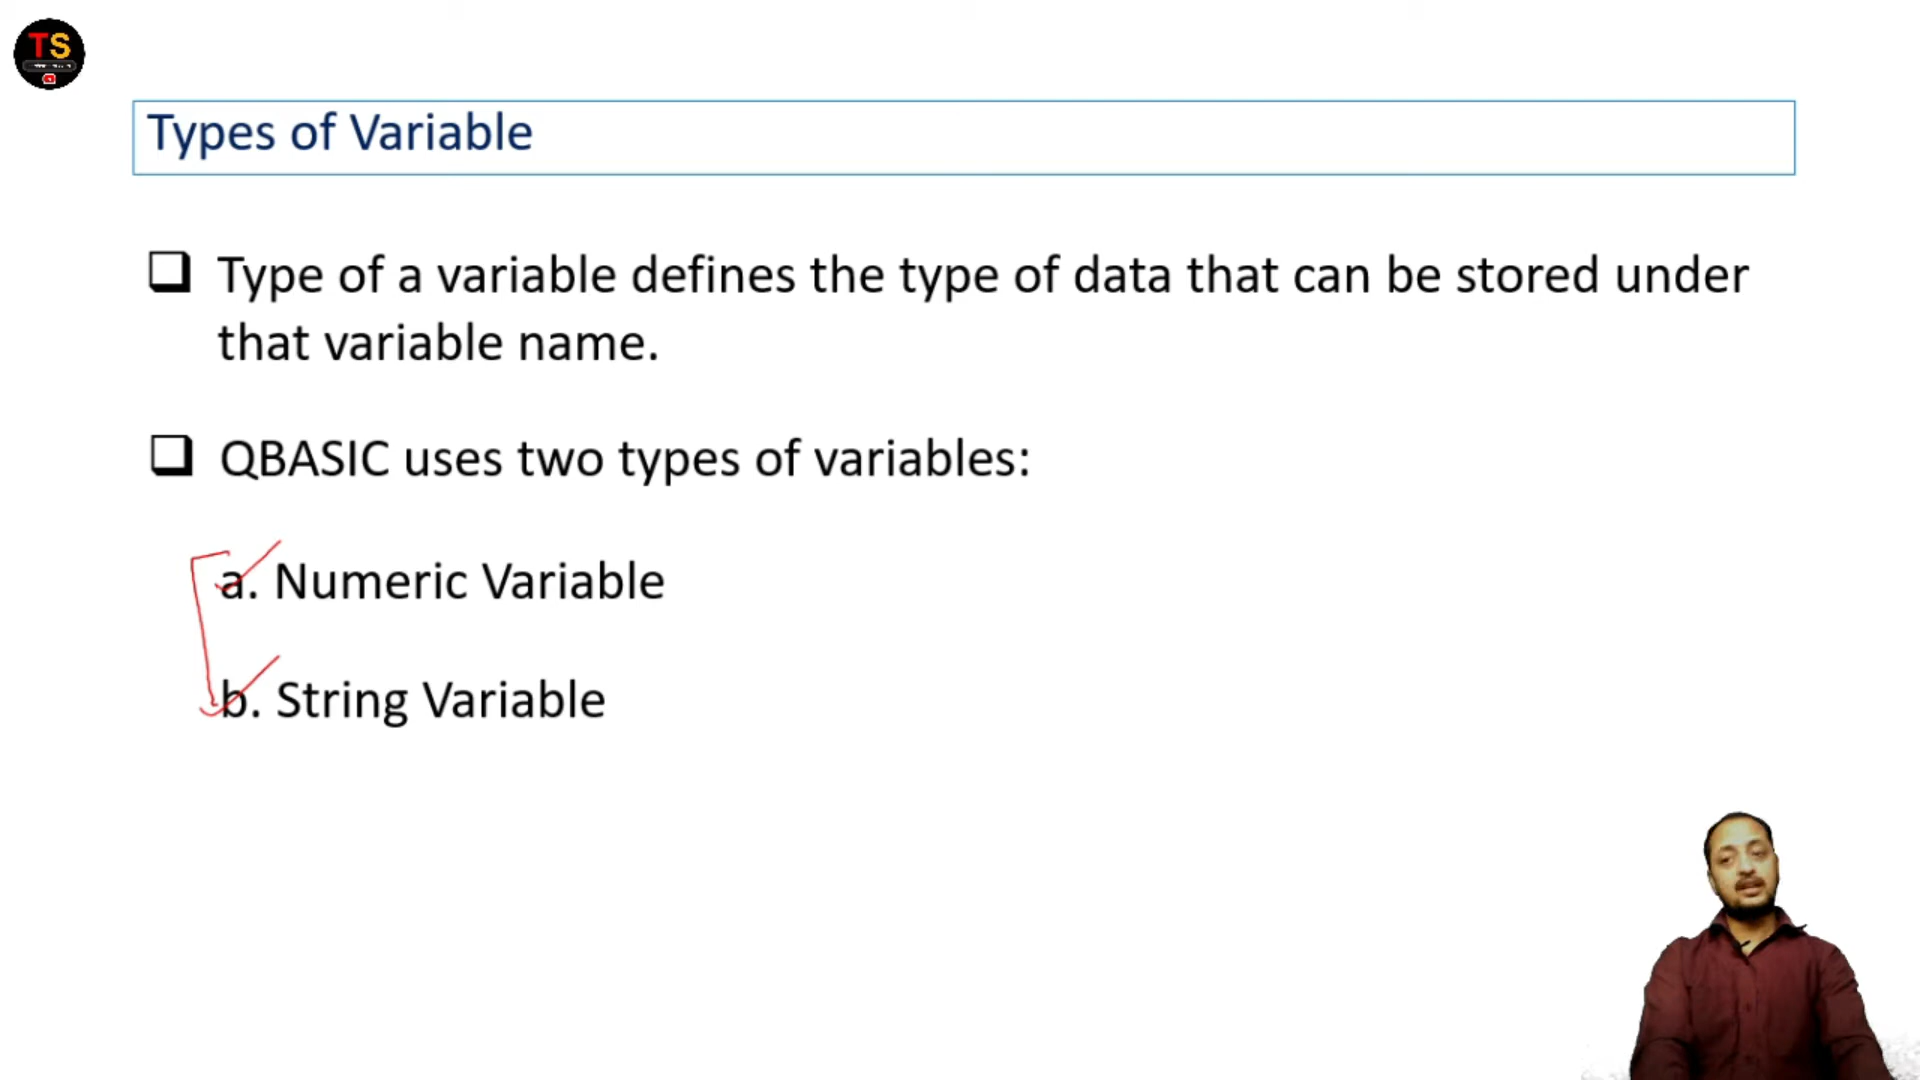 TS
Types of Variable
❑ Type of a variable defines the type of data that can be stored under
that variable name.
❑ QBASIC uses two types of variables:
a. Numeric Variable
b. String Variable